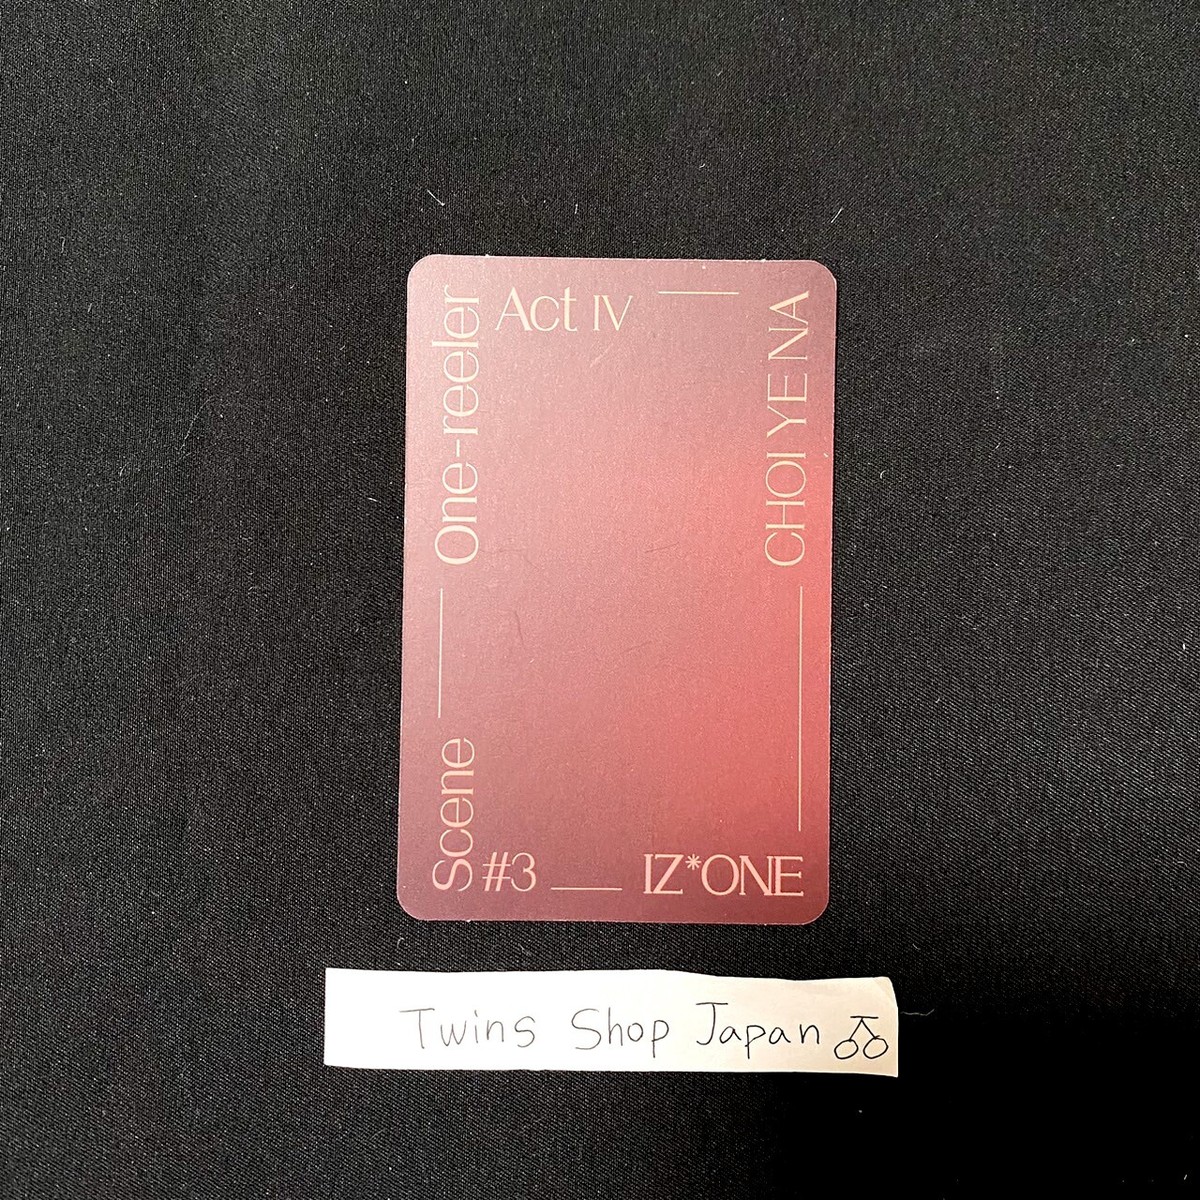 Act IV
One-reeler
CHOI YE NA
Scene
#3
IZ*ONE
Twins Shop Japan